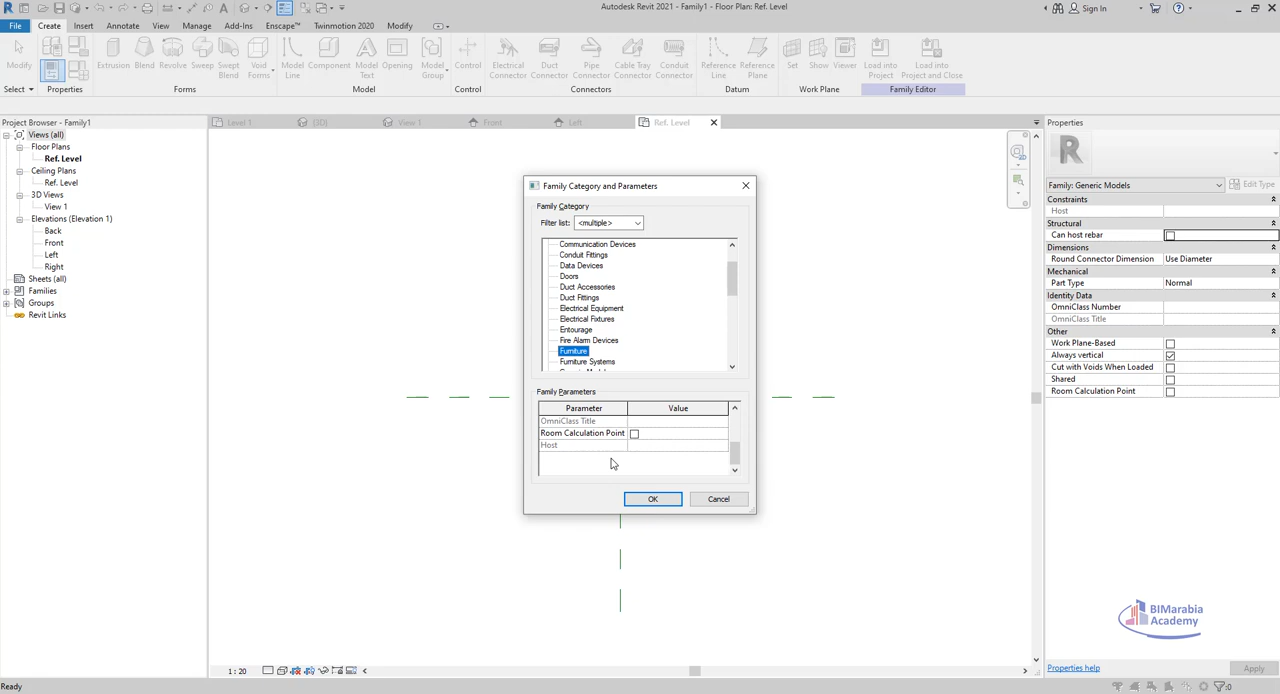 Autodesk Revit 2021 - Family1 - Floor Plan: Ref. Level
Sign In
File Create Insert Annotate View Manage Add-Ins Enscape™ Twinmotion 2020 Modify
Modify Extrusion Blend Revolve Sweep Swept Blend Void Forms Model Line Component Model Text Opening Model Group Control Electrical Connector Duct Connector Pipe Connector Cable Tray Connector Conduit Connector Reference Line Reference Plane Set Show Viewer Load into Project Load into Project and Close
Select Properties Forms Model Control Connectors Datum Work Plane Family Editor
Project Browser - Family1
Views (all)
Floor Plans
Ref. Level
Ceiling Plans
Ref. Level
3D Views
View 1
Elevations (Elevation 1)
Back
Front
Left
Right
Sheets (all)
Families
Groups
Revit Links
Level 1 {3D} View 1 Front Left Ref. Level
Family Category and Parameters
Family Category
Filter list: <multiple>
Communication Devices
Conduit Fittings
Data Devices
Doors
Duct Accessories
Duct Fittings
Electrical Equipment
Electrical Fixtures
Entourage
Fire Alarm Devices
Furniture
Furniture Systems
Family Parameters
Parameter Value
OmniClass Title
Room Calculation Point
Host
OK Cancel
Properties
R
Family: Generic Models Edit Type
Constraints
Host
Structural
Can host rebar
Dimensions
Round Connector Dimension Use Diameter
Mechanical
Part Type Normal
Identity Data
OmniClass Number
OmniClass Title
Other
Work Plane-Based
Always vertical
Cut with Voids When Loaded
Shared
Room Calculation Point
BIMarabia
Academy
Properties help Apply
1 : 20
Ready
:0